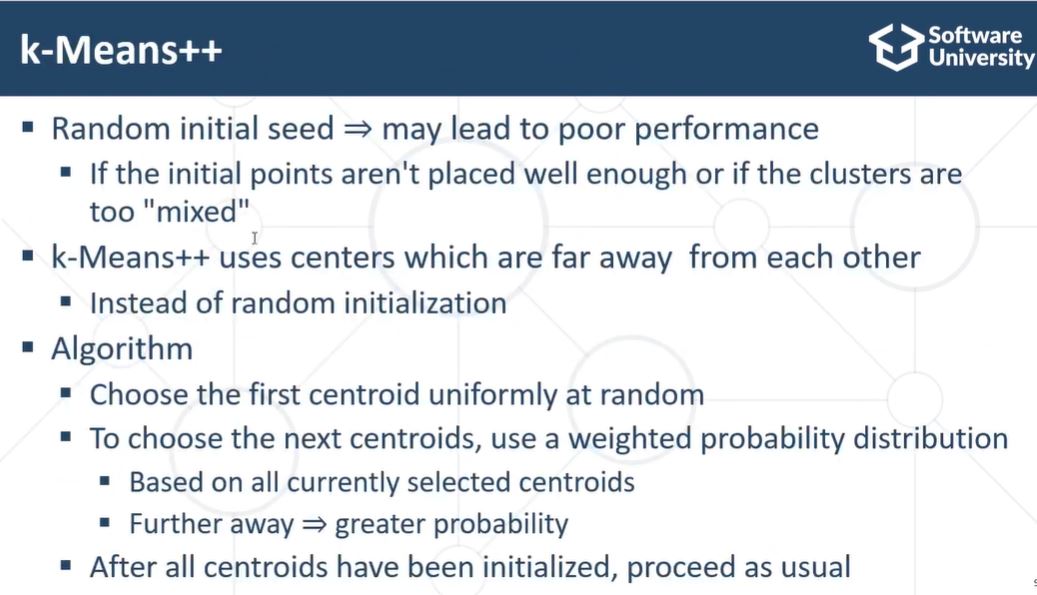 k-Means++
Software
University
▪ Random initial seed ⇒ may lead to poor performance
▪ If the initial points aren't placed well enough or if the clusters are
too "mixed"
▪ k-Means++ uses centers which are far away  from each other
▪ Instead of random initialization
▪ Algorithm
▪ Choose the first centroid uniformly at random
▪ To choose the next centroids, use a weighted probability distribution
▪ Based on all currently selected centroids
▪ Further away ⇒ greater probability
▪ After all centroids have been initialized, proceed as usual